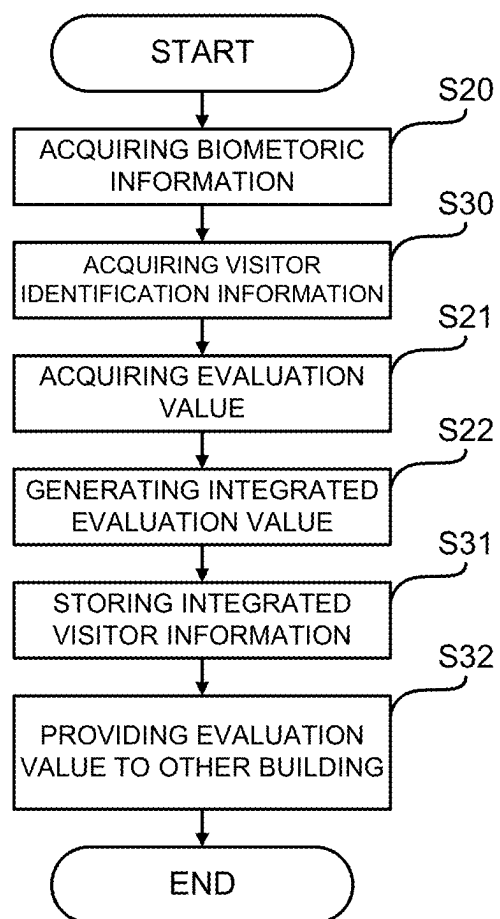 START
S20
ACQUIRING BIOMETORIC
INFORMATION
S30
ACQUIRING VISITOR
IDENTIFICATION INFORMATION
S21
ACQUIRING EVALUATION
VALUE
S22
GENERATING INTEGRATED
EVALUATION VALUE
S31
STORING INTEGRATED
VISITOR INFORMATION
S32
PROVIDING EVALUATION
VALUE TO OTHER BUILDING
END